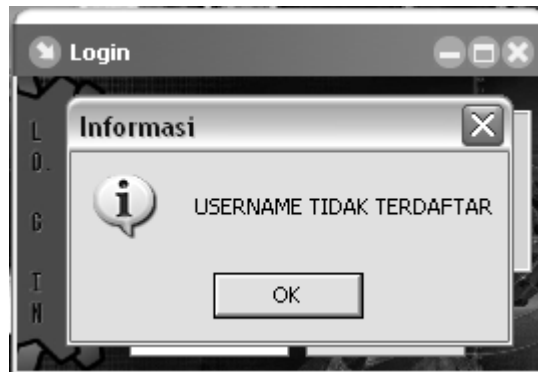 Login
Informasi
L
O.
G
I
N
USERNAME TIDAK TERDAFTAR
OK